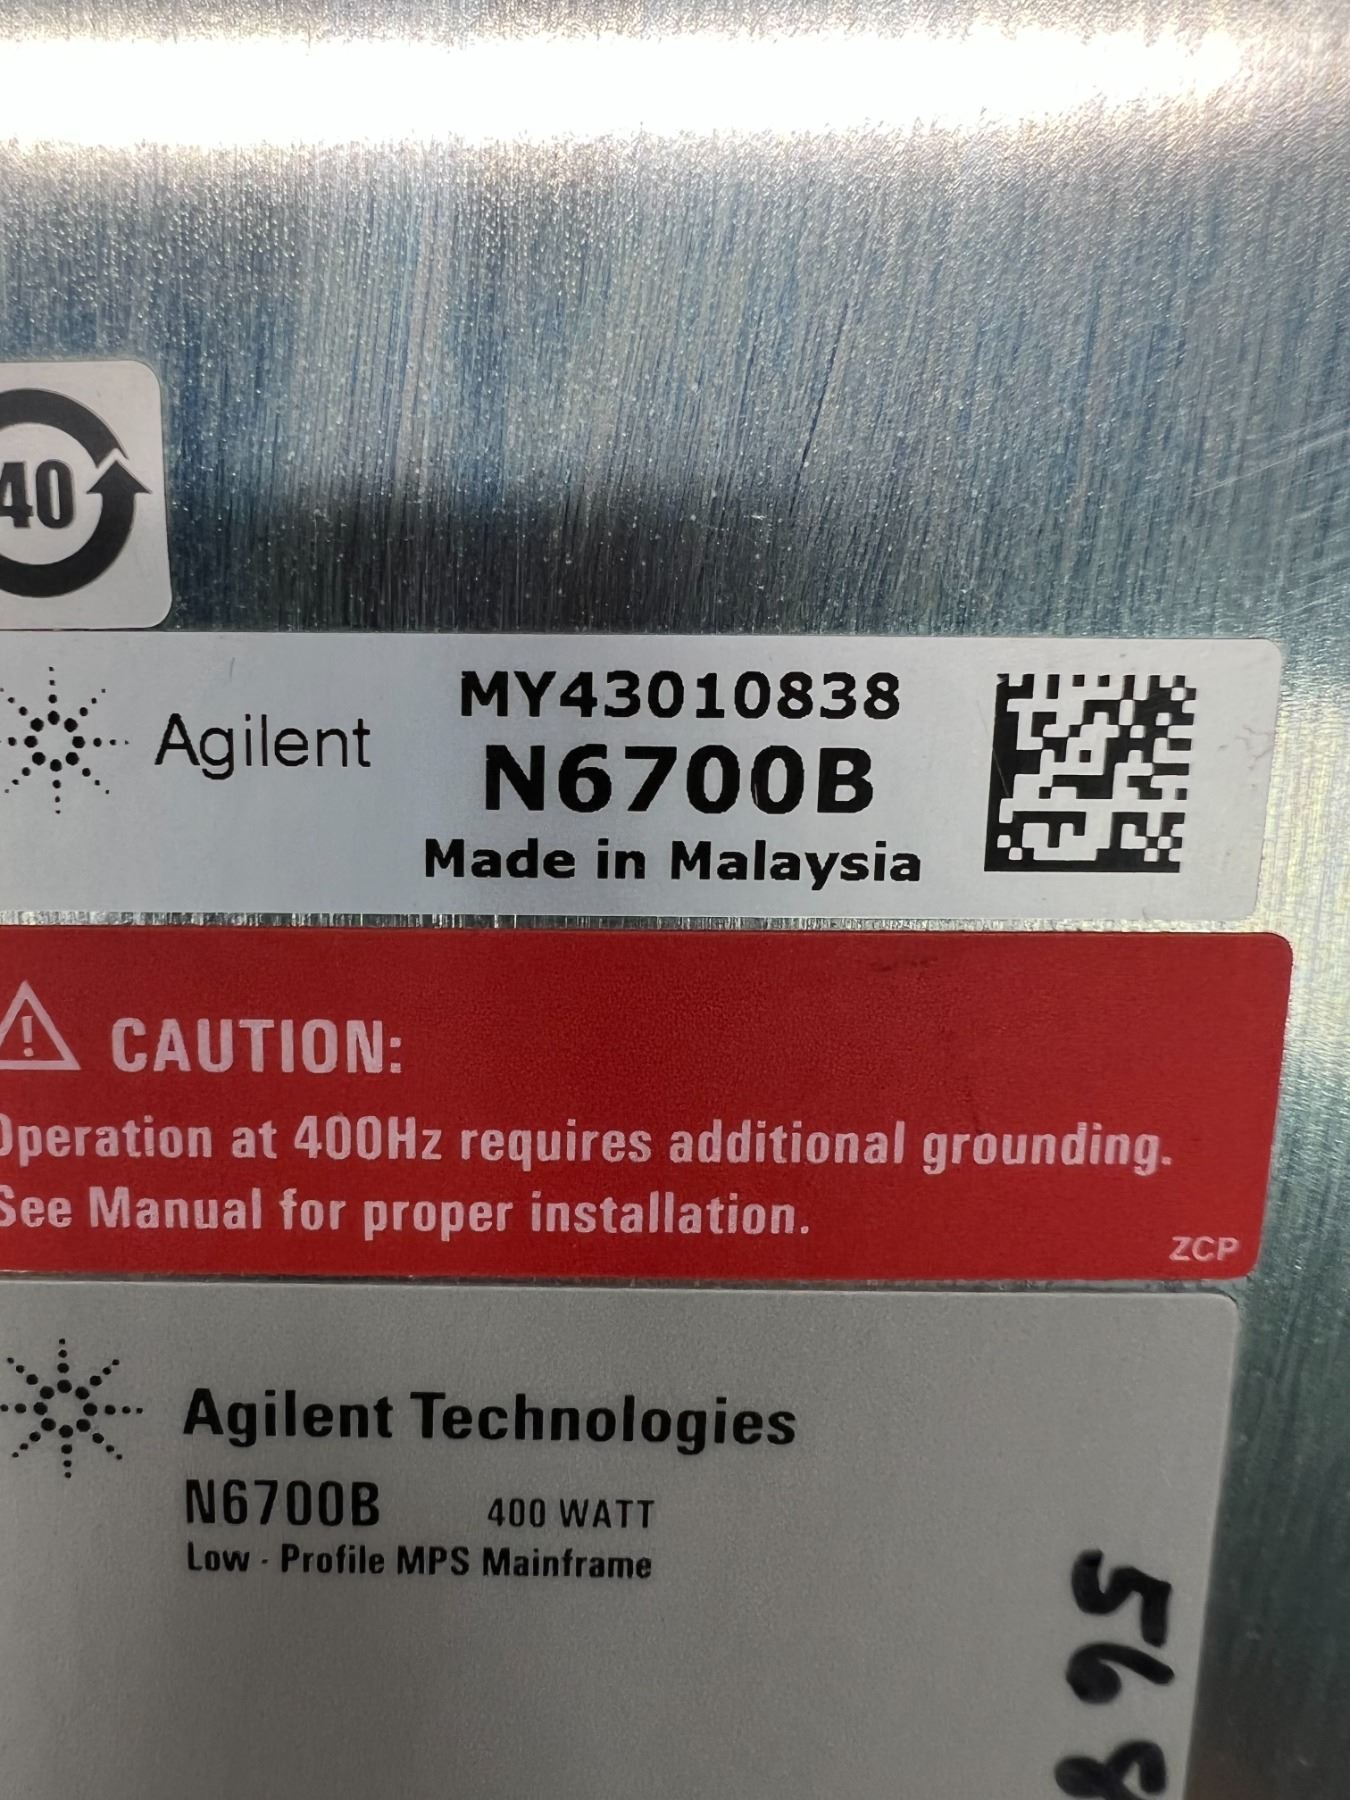 40
Agilent
MY43010838
N6700B
Made in Malaysia
CAUTION:
Operation at 400Hz requires additional grounding.
See Manual for proper installation.
ZCP
Agilent Technologies
N6700B 400 WATT
Low - Profile MPS Mainframe
568